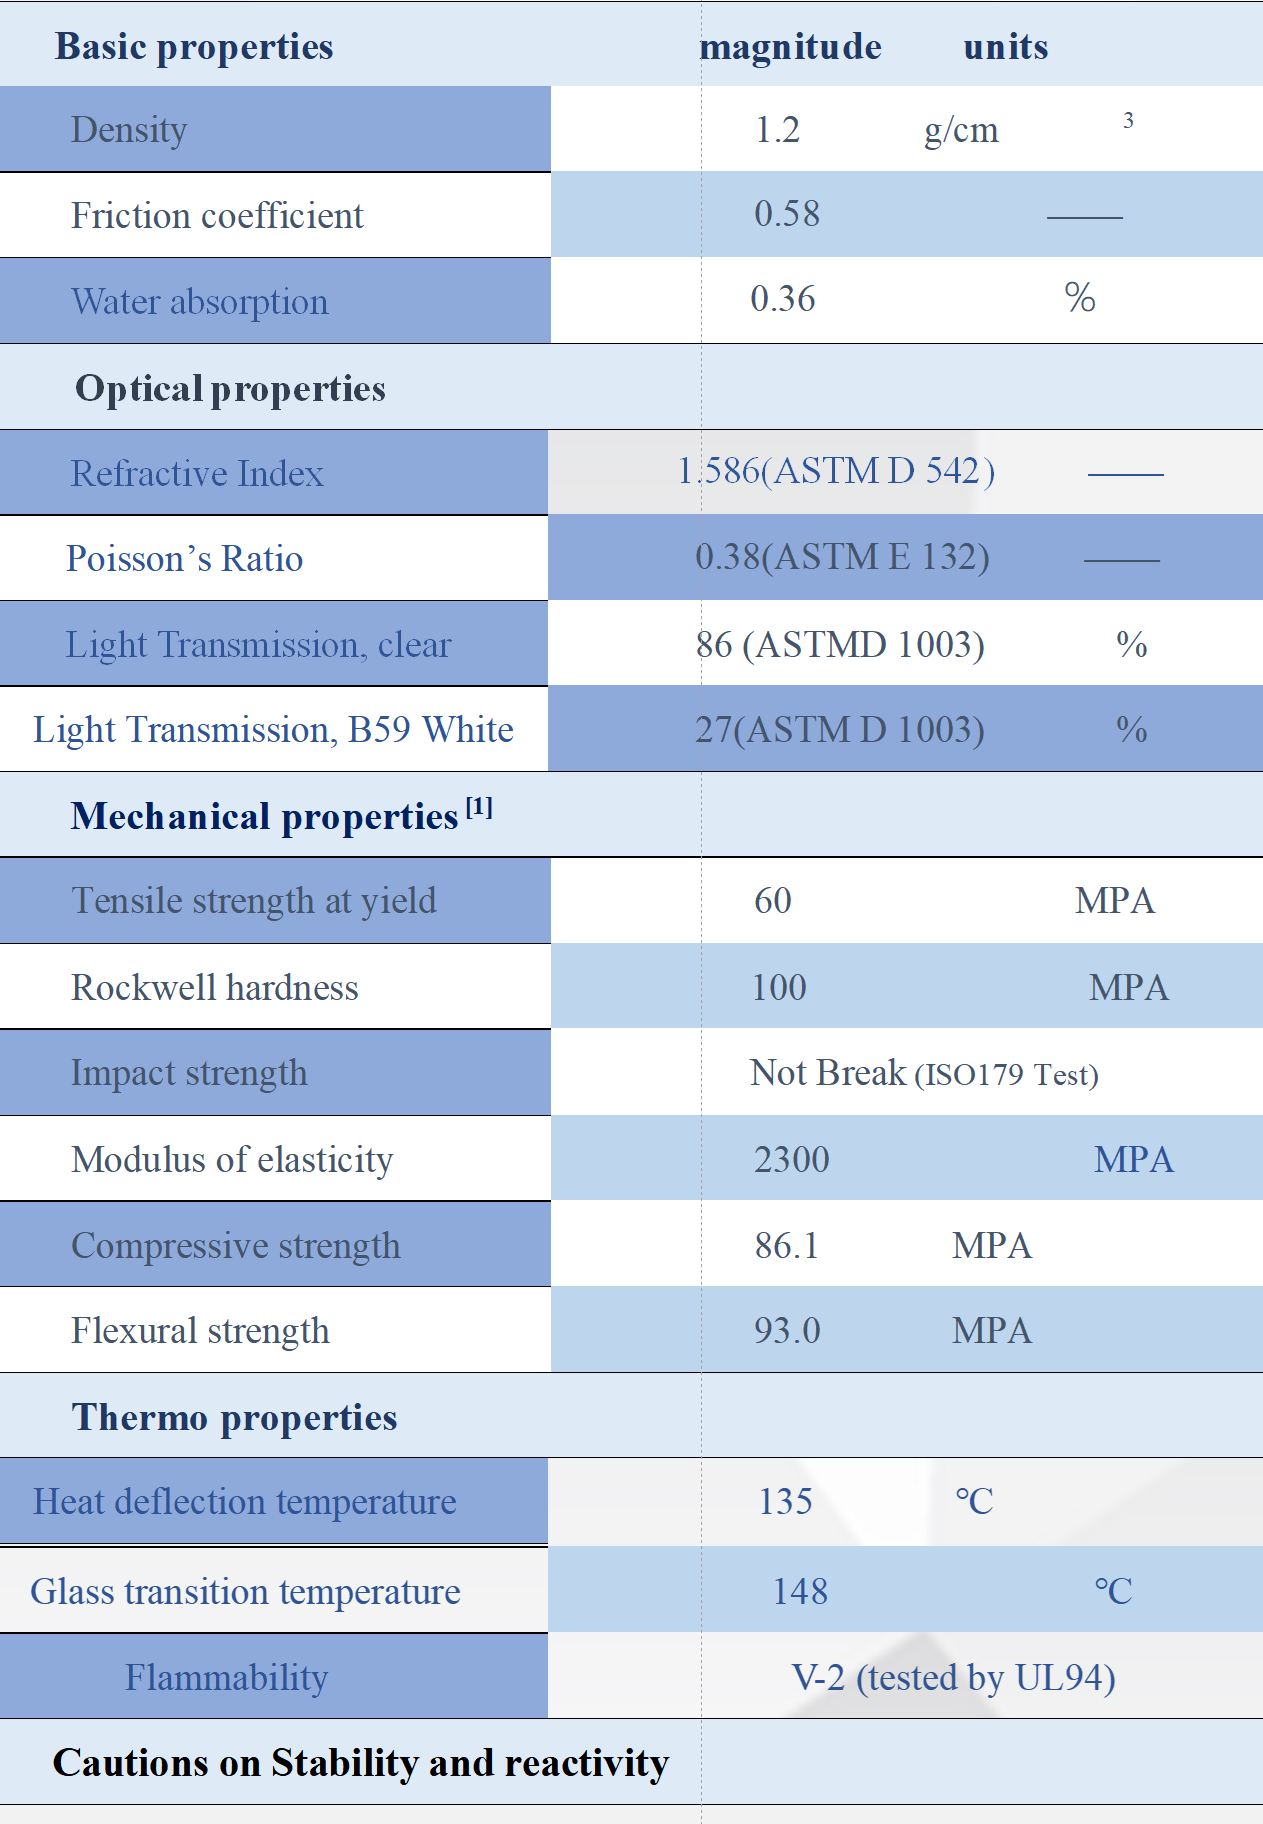 Basic properties magnitude units
Density 1.2 g/cm 3
Friction coefficient 0.58 ——
Water absorption 0.36 %
Optical properties
Refractive Index 1.586(ASTM D 542) ——
Poisson’s Ratio 0.38(ASTM E 132) ——
Light Transmission, clear 86 (ASTMD 1003) %
Light Transmission, B59 White 27(ASTM D 1003) %
Mechanical properties [1]
Tensile strength at yield 60 MPA
Rockwell hardness 100 MPA
Impact strength Not Break (ISO179 Test)
Modulus of elasticity 2300 MPA
Compressive strength 86.1 MPA
Flexural strength 93.0 MPA
Thermo properties
Heat deflection temperature 135 ℃
Glass transition temperature 148 ℃
Flammability V-2 (tested by UL94)
Cautions on Stability and reactivity